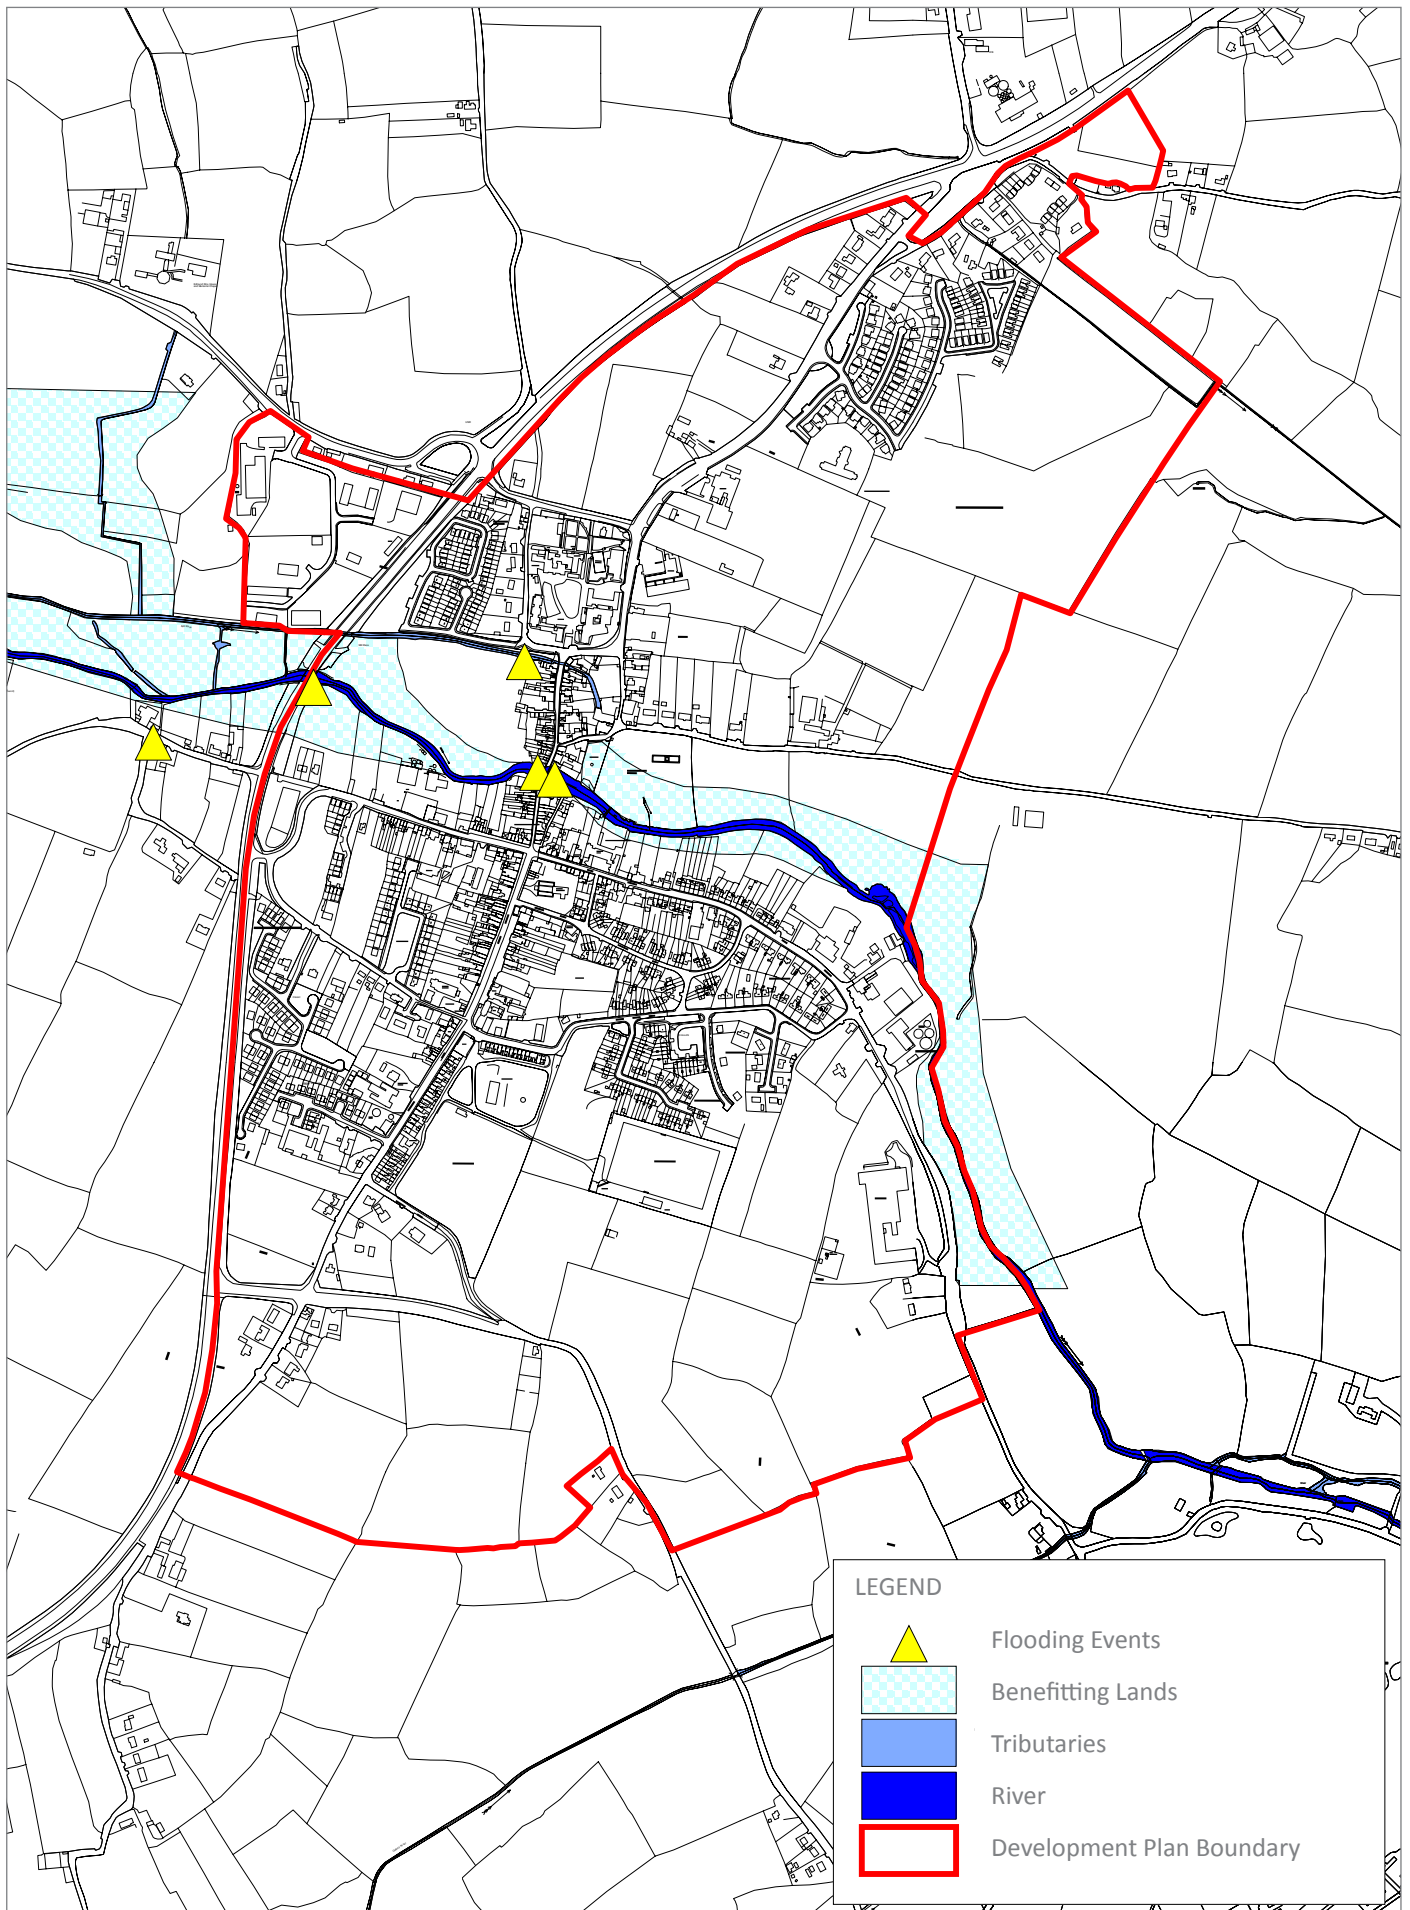 LEGEND
Flooding Events
Benefitting Lands
Tributaries
River
Development Plan Boundary